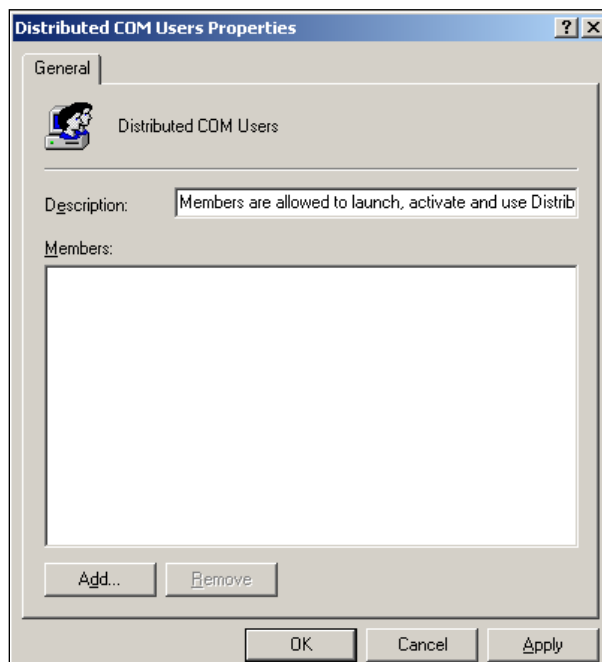 Distributed COM Users Properties
General
Distributed COM Users
Description: Members are allowed to launch, activate and use Distrib
Members:
Add... Remove
OK Cancel Apply